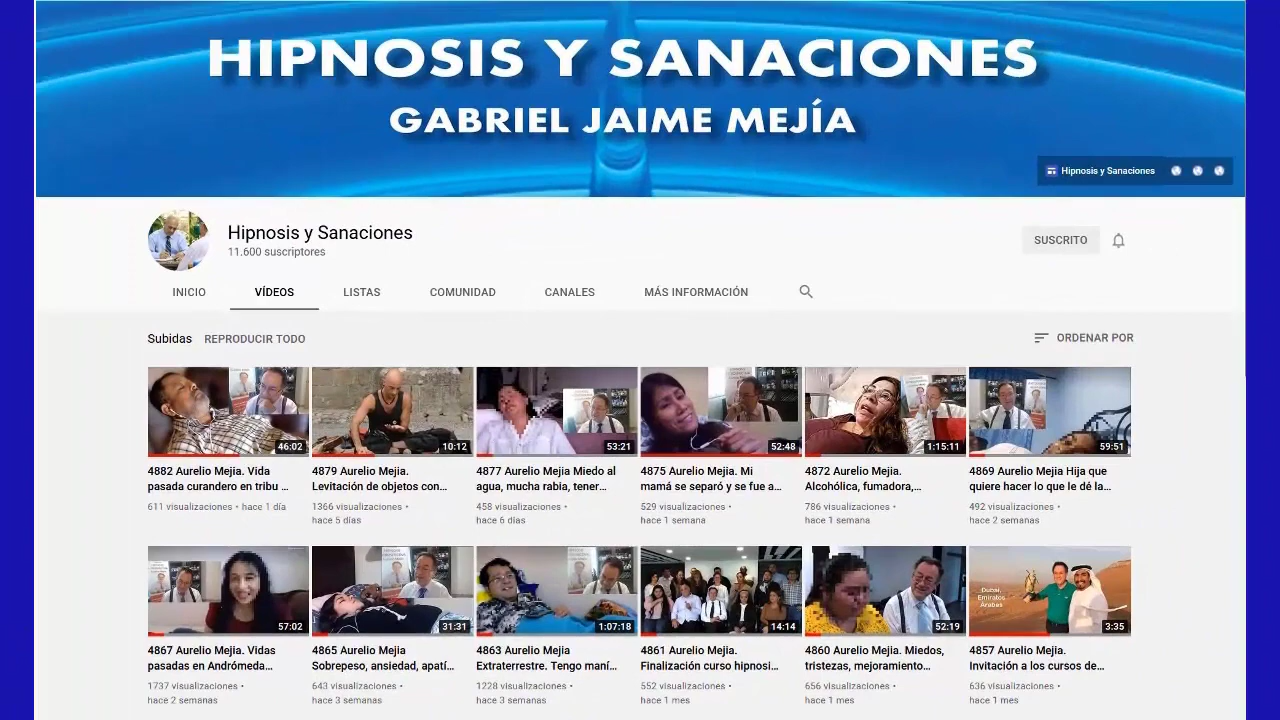 HIPNOSIS Y SANACIONES
GABRIEL JAIME MEJÍA
Hipnosis y Sanaciones
Hipnosis y Sanaciones
11.600 suscriptores
SUSCRITO
INICIO VÍDEOS LISTAS COMUNIDAD CANALES MÁS INFORMACIÓN
Subidas REPRODUCIR TODO ORDENAR POR
46:02 10:12 53:21 52:48 1:15:11 59:51
4882 Aurelio Mejia. Vida
pasada curandero en tribu ...
611 visualizaciones • hace 1 día
4879 Aurelio Mejia.
Levitación de objetos con...
1366 visualizaciones •
hace 5 días
4877 Aurelio Mejia Miedo al
agua, mucha rabia, tener...
458 visualizaciones •
hace 6 días
4875 Aurelio Mejia. Mi
mamá se separó y se fue a...
529 visualizaciones •
hace 1 semana
4872 Aurelio Mejia.
Alcohólica, fumadora,...
786 visualizaciones •
hace 1 semana
4869 Aurelio Mejia Hija que
quiere hacer lo que le dé la...
492 visualizaciones •
hace 2 semanas
Dubai,
Emiratos
Árabes
57:02 31:31 1:07:18 14:14 52:19 3:35
4867 Aurelio Mejia. Vidas
pasadas en Andrómeda...
1737 visualizaciones •
hace 2 semanas
4865 Aurelio Mejia
Sobrepeso, ansiedad, apatí...
643 visualizaciones •
hace 3 semanas
4863 Aurelio Mejia
Extraterrestre. Tengo maní...
1228 visualizaciones •
hace 3 semanas
4861 Aurelio Mejia.
Finalización curso hipnosi...
552 visualizaciones •
hace 1 mes
4860 Aurelio Mejia. Miedos,
tristezas, mejoramiento...
656 visualizaciones •
hace 1 mes
4857 Aurelio Mejia.
Invitación a los cursos de...
636 visualizaciones •
hace 1 mes